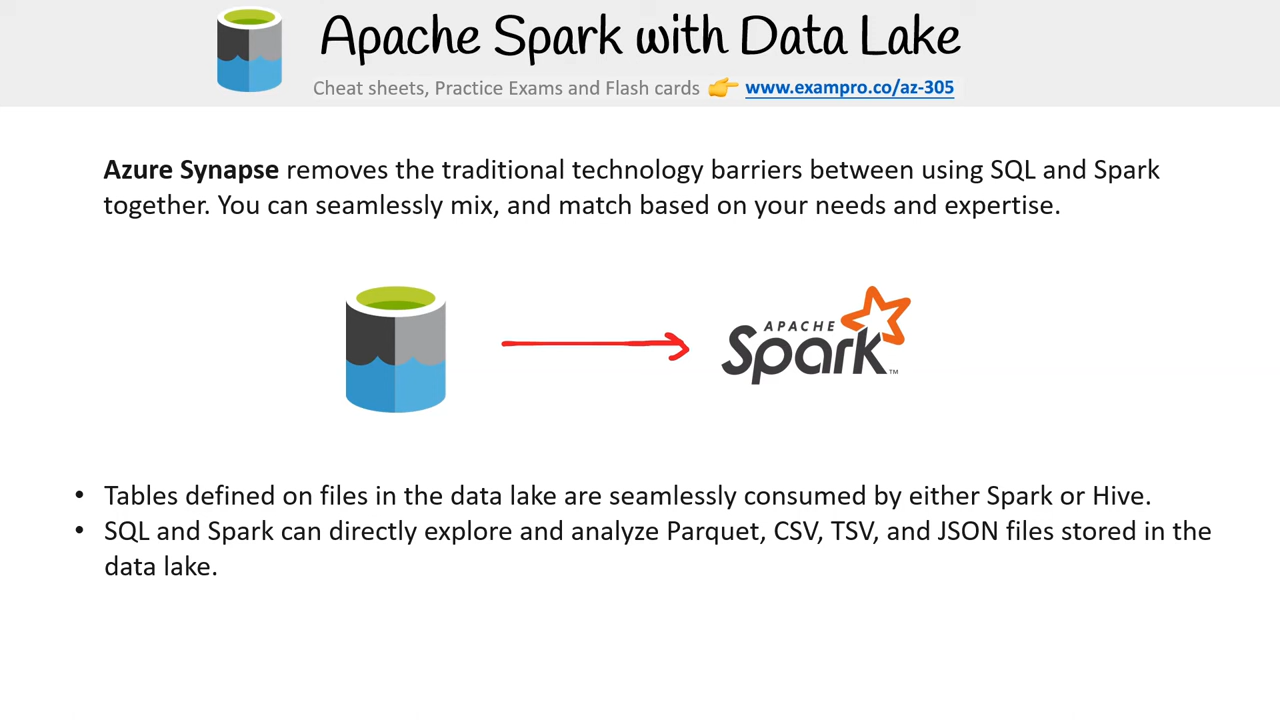 Apache Spark with Data Lake
Cheat sheets, Practice Exams and Flash cards 👉 www.exampro.co/az-305
Azure Synapse removes the traditional technology barriers between using SQL and Spark
together. You can seamlessly mix, and match based on your needs and expertise.
APACHE
Spark™
• Tables defined on files in the data lake are seamlessly consumed by either Spark or Hive.
• SQL and Spark can directly explore and analyze Parquet, CSV, TSV, and JSON files stored in the
data lake.